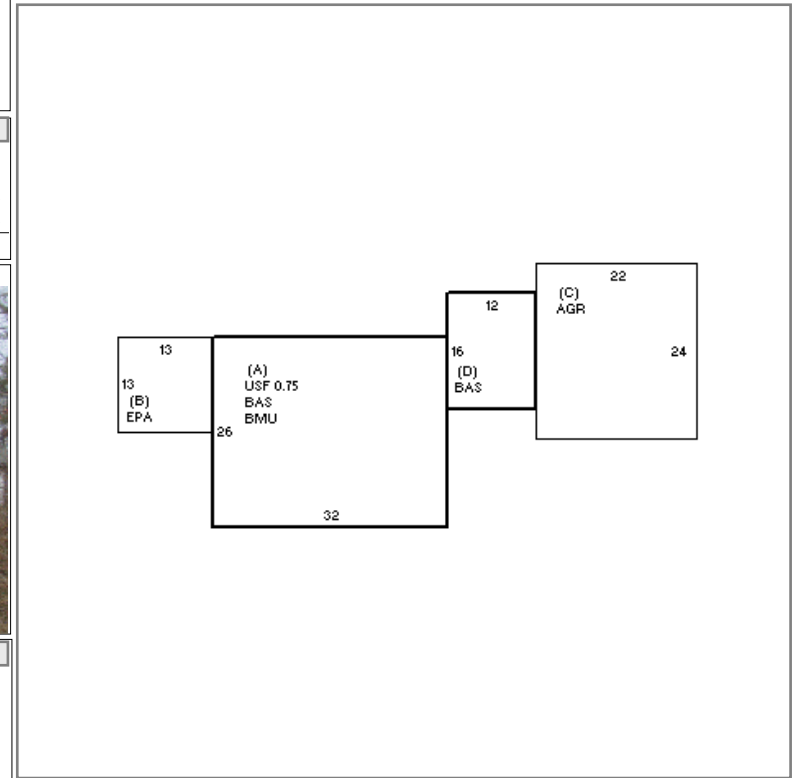 22
(C)
AGR
24
12
16
(D)
BAS
13
13
(B)
EPA
(A)
USF 0.75
BAS
BMU
26
32